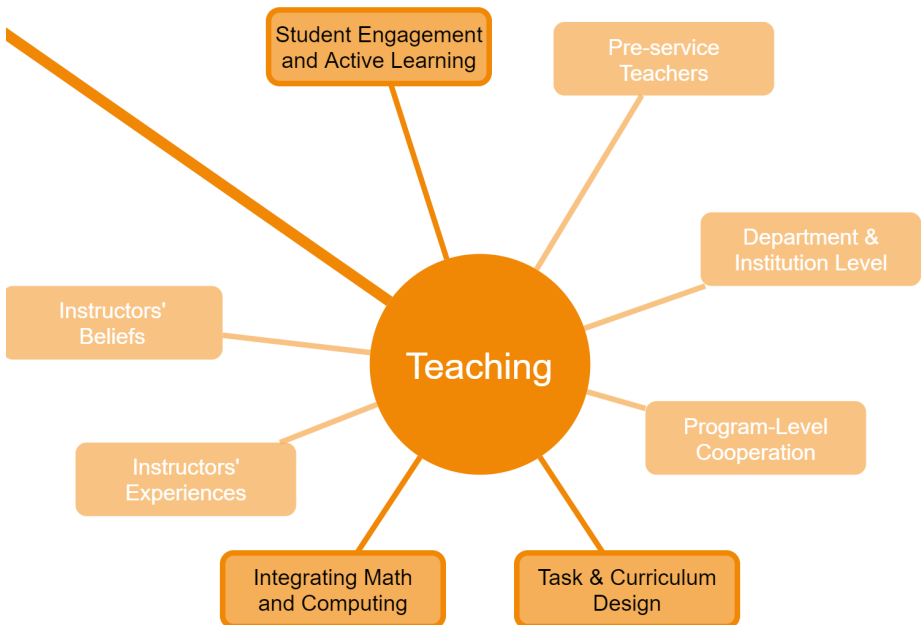 Student Engagement
and Active Learning
Pre-service
Teachers
Department &
Institution Level
Instructors'
Beliefs
Teaching
Program-Level
Cooperation
Instructors'
Experiences
Integrating Math
and Computing
Task & Curriculum
Design